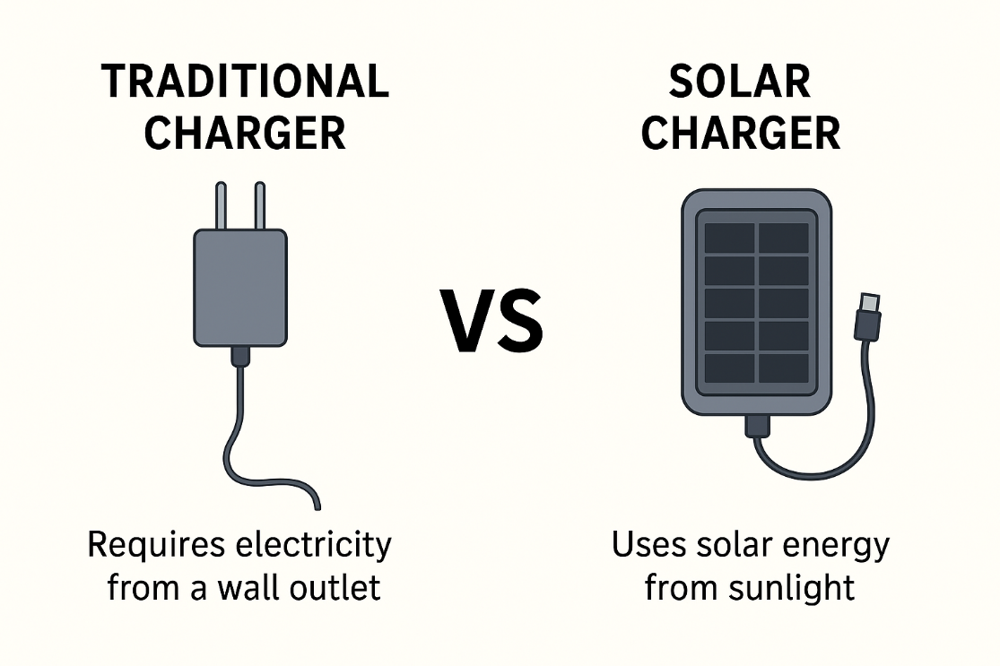 TRADITIONAL
CHARGER
Requires electricity
from a wall outlet
VS
SOLAR
CHARGER
Uses solar energy
from sunlight